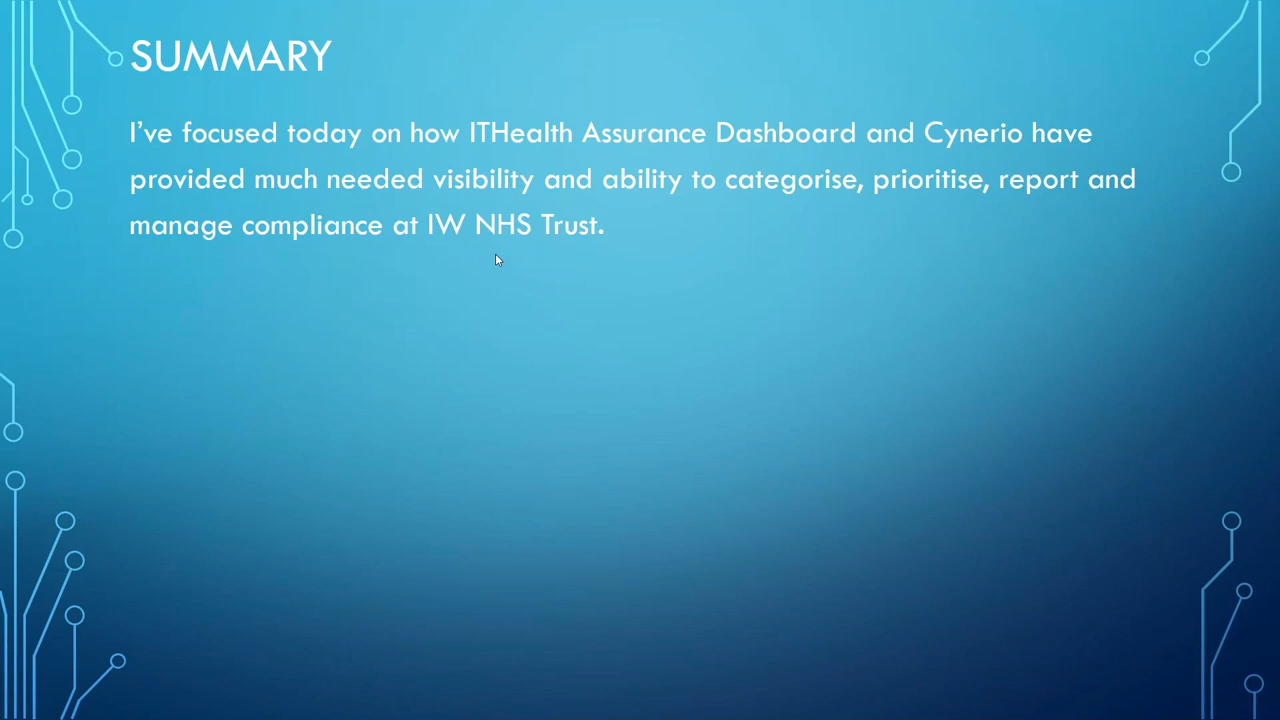 SUMMARY
I’ve focused today on how ITHealth Assurance Dashboard and Cynerio have
provided much needed visibility and ability to categorise, prioritise, report and
manage compliance at IW NHS Trust.